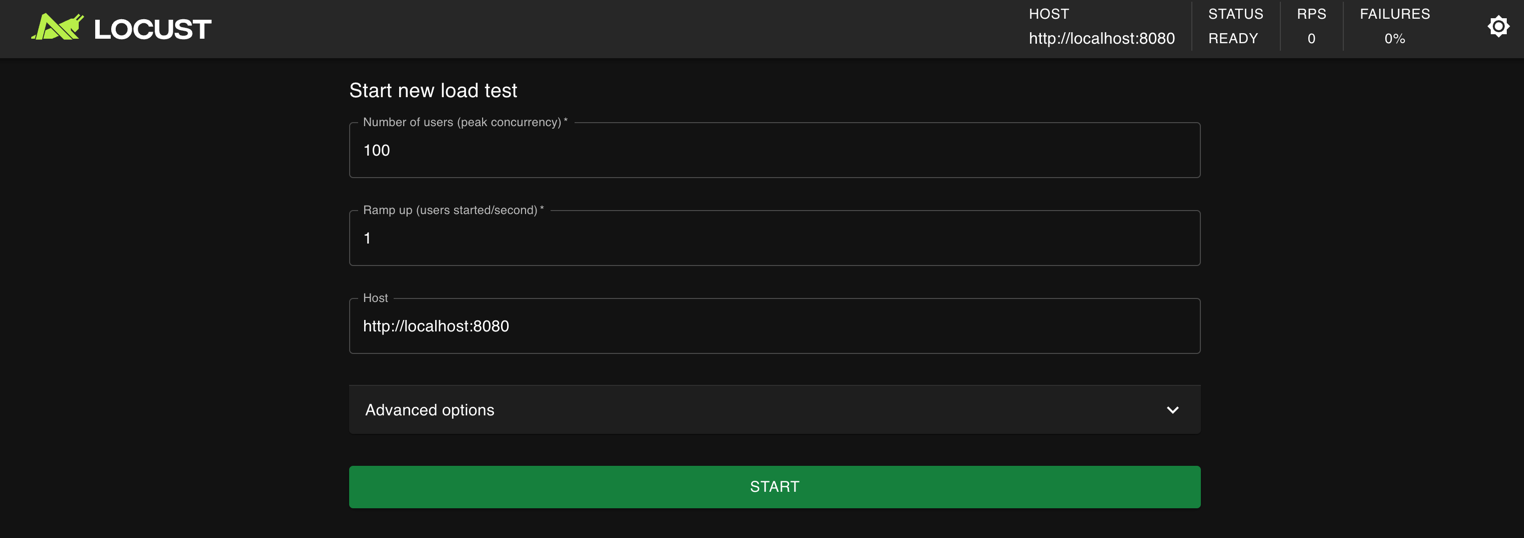 LOCUST
HOST
http://localhost:8080
STATUS
READY
RPS
0
FAILURES
0%
Start new load test
Number of users (peak concurrency) *
100
Ramp up (users started/second) *
1
Host
http://localhost:8080
Advanced options
START